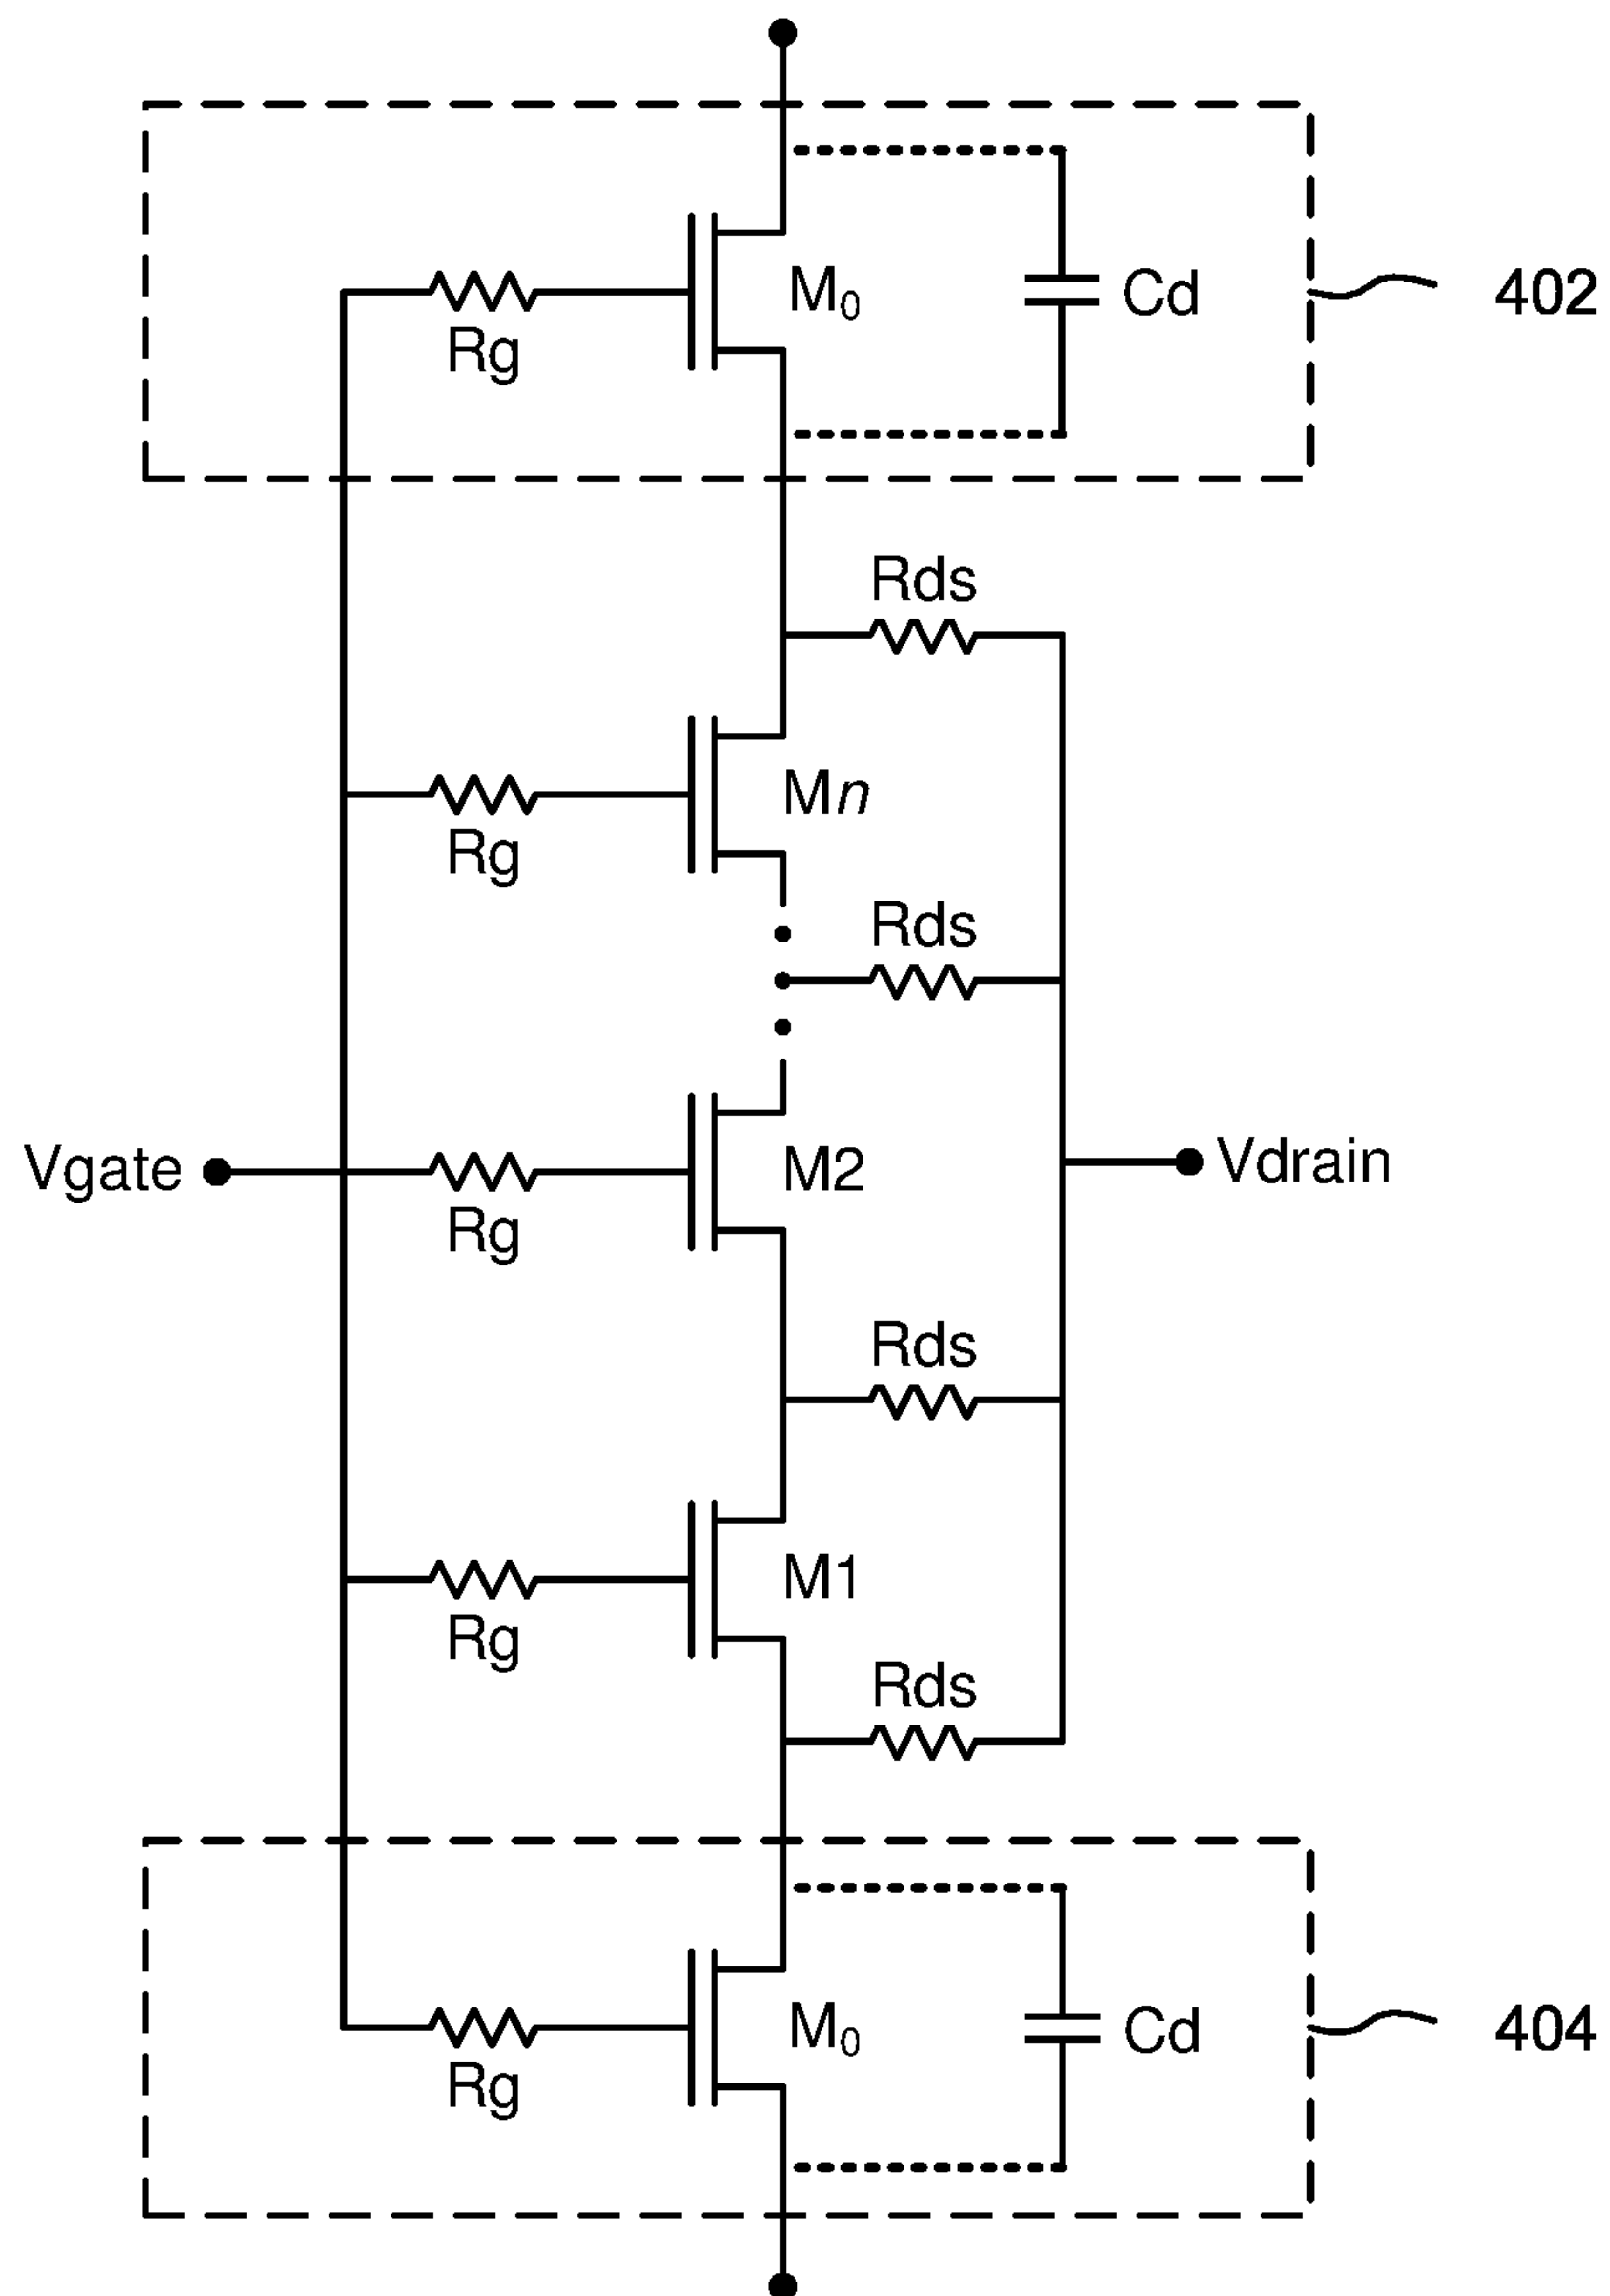 M₀
Cd
402
Rg
Rds
Mn
Rg
Rds
Vgate
M2
Vdrain
Rg
Rds
M1
Rg
Rds
M₀
Cd
404
Rg